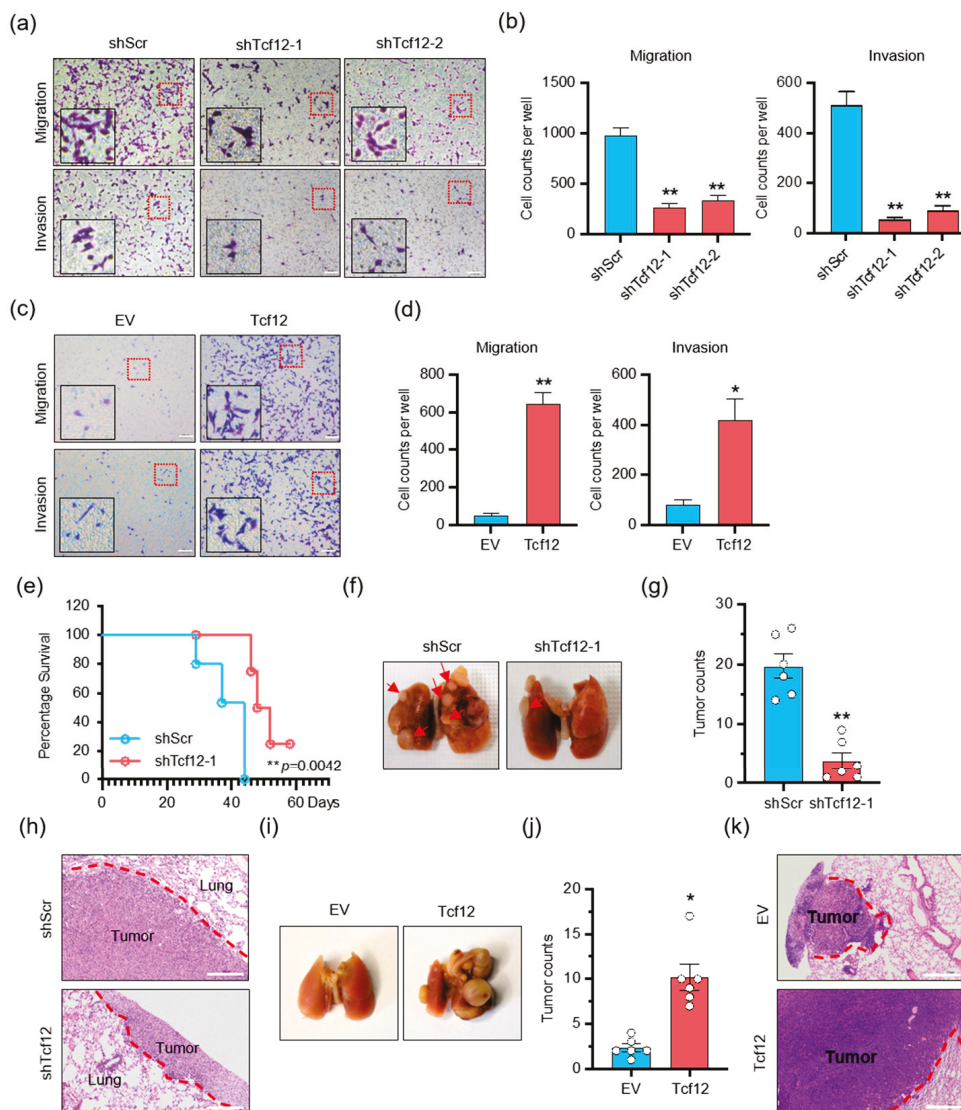 (a)
shScr
shTcf12-1
shTcf12-2
Migration
Invasion
(b)
Migration
Invasion
Cell counts per well
1500
1000
500
0
shScr
shTcf12-1
shTcf12-2
**
**
Cell counts per well
600
400
200
0
shScr
shTcf12-1
shTcf12-2
**
**
(c)
EV
Tcf12
Migration
Invasion
(d)
Migration
Invasion
Cell counts per well
800
600
400
200
0
EV
Tcf12
**
Cell counts per well
600
400
200
0
EV
Tcf12
*
(e)
Percentage Survival
120
100
80
60
40
20
0
0
20
40
60 Days
shScr
shTcf12-1
**p=0.0042
(f)
shScr
shTcf12-1
(g)
Tumor counts
30
20
10
0
shScr
shTcf12-1
**
(h)
shScr
Lung
Tumor
shTcf12
Tumor
Lung
(i)
EV
Tcf12
(j)
Tumor counts
20
15
10
5
0
EV
Tcf12
*
(k)
EV
Tumor
Tcf12
Tumor